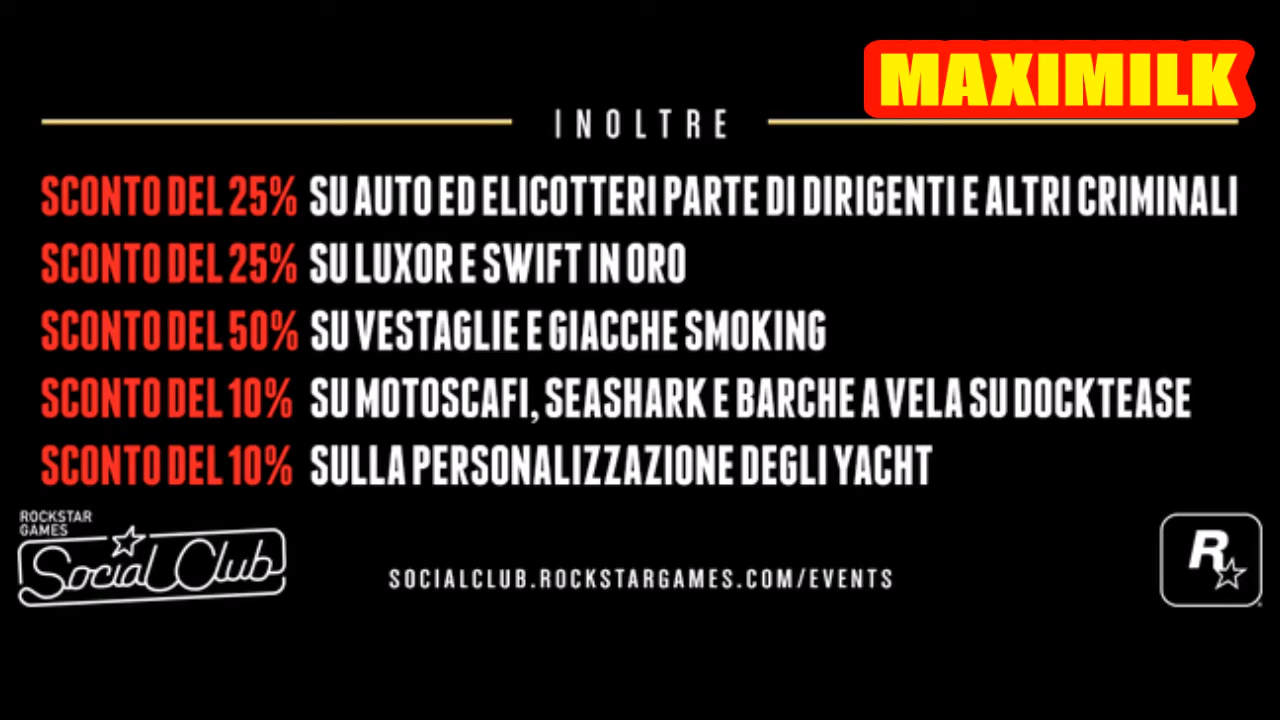 MAXIMILK
INOLTRE
SCONTO DEL 25% SU AUTO ED ELICOTTERI PARTE DI DIRIGENTI E ALTRI CRIMINALI
SCONTO DEL 25% SU LUXOR E SWIFT IN ORO
SCONTO DEL 50% SU VESTAGLIE E GIACCHE SMOKING
SCONTO DEL 10% SU MOTOSCAFI, SEASHARK E BARCHE A VELA SU DOCKTEASE
SCONTO DEL 10% SULLA PERSONALIZZAZIONE DEGLI YACHT
ROCKSTAR
GAMES
Social Club
SOCIALCLUB.ROCKSTARGAMES.COM/EVENTS
R